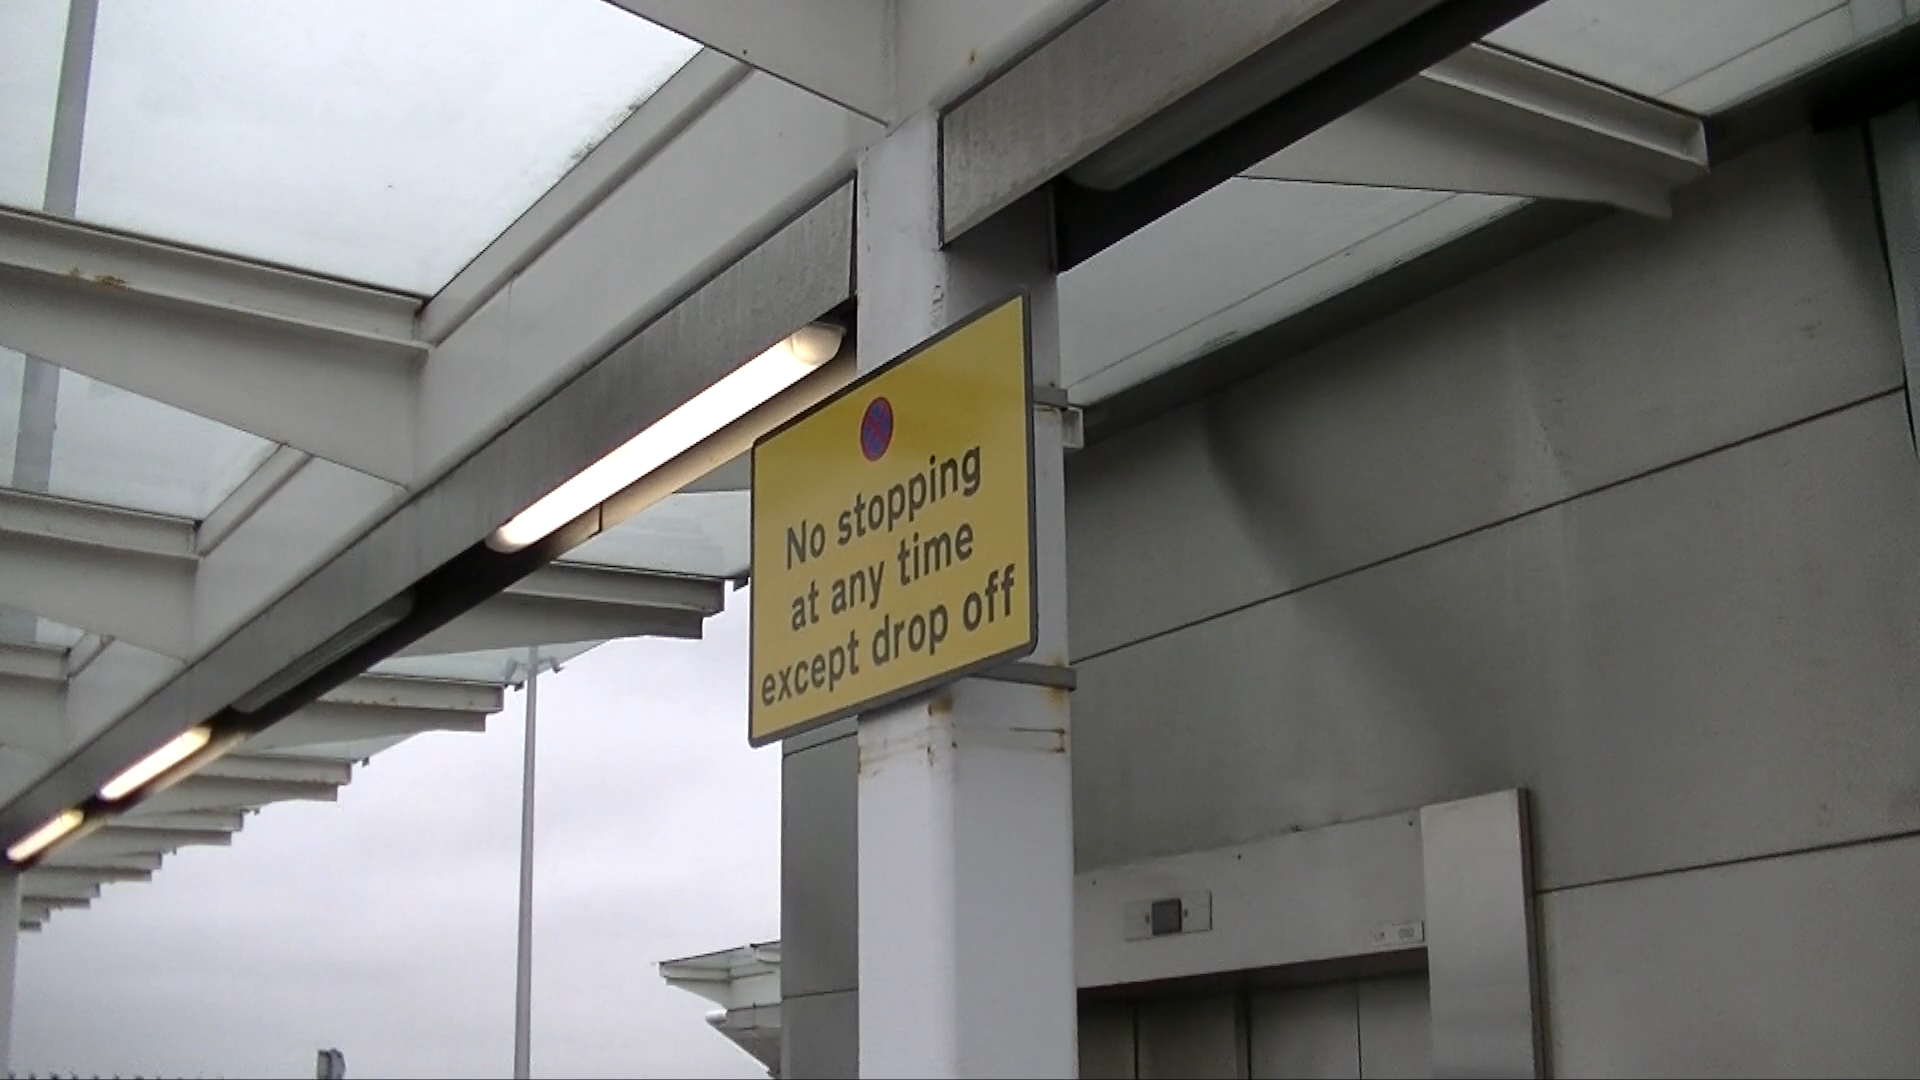 No stopping
at any time
except drop off